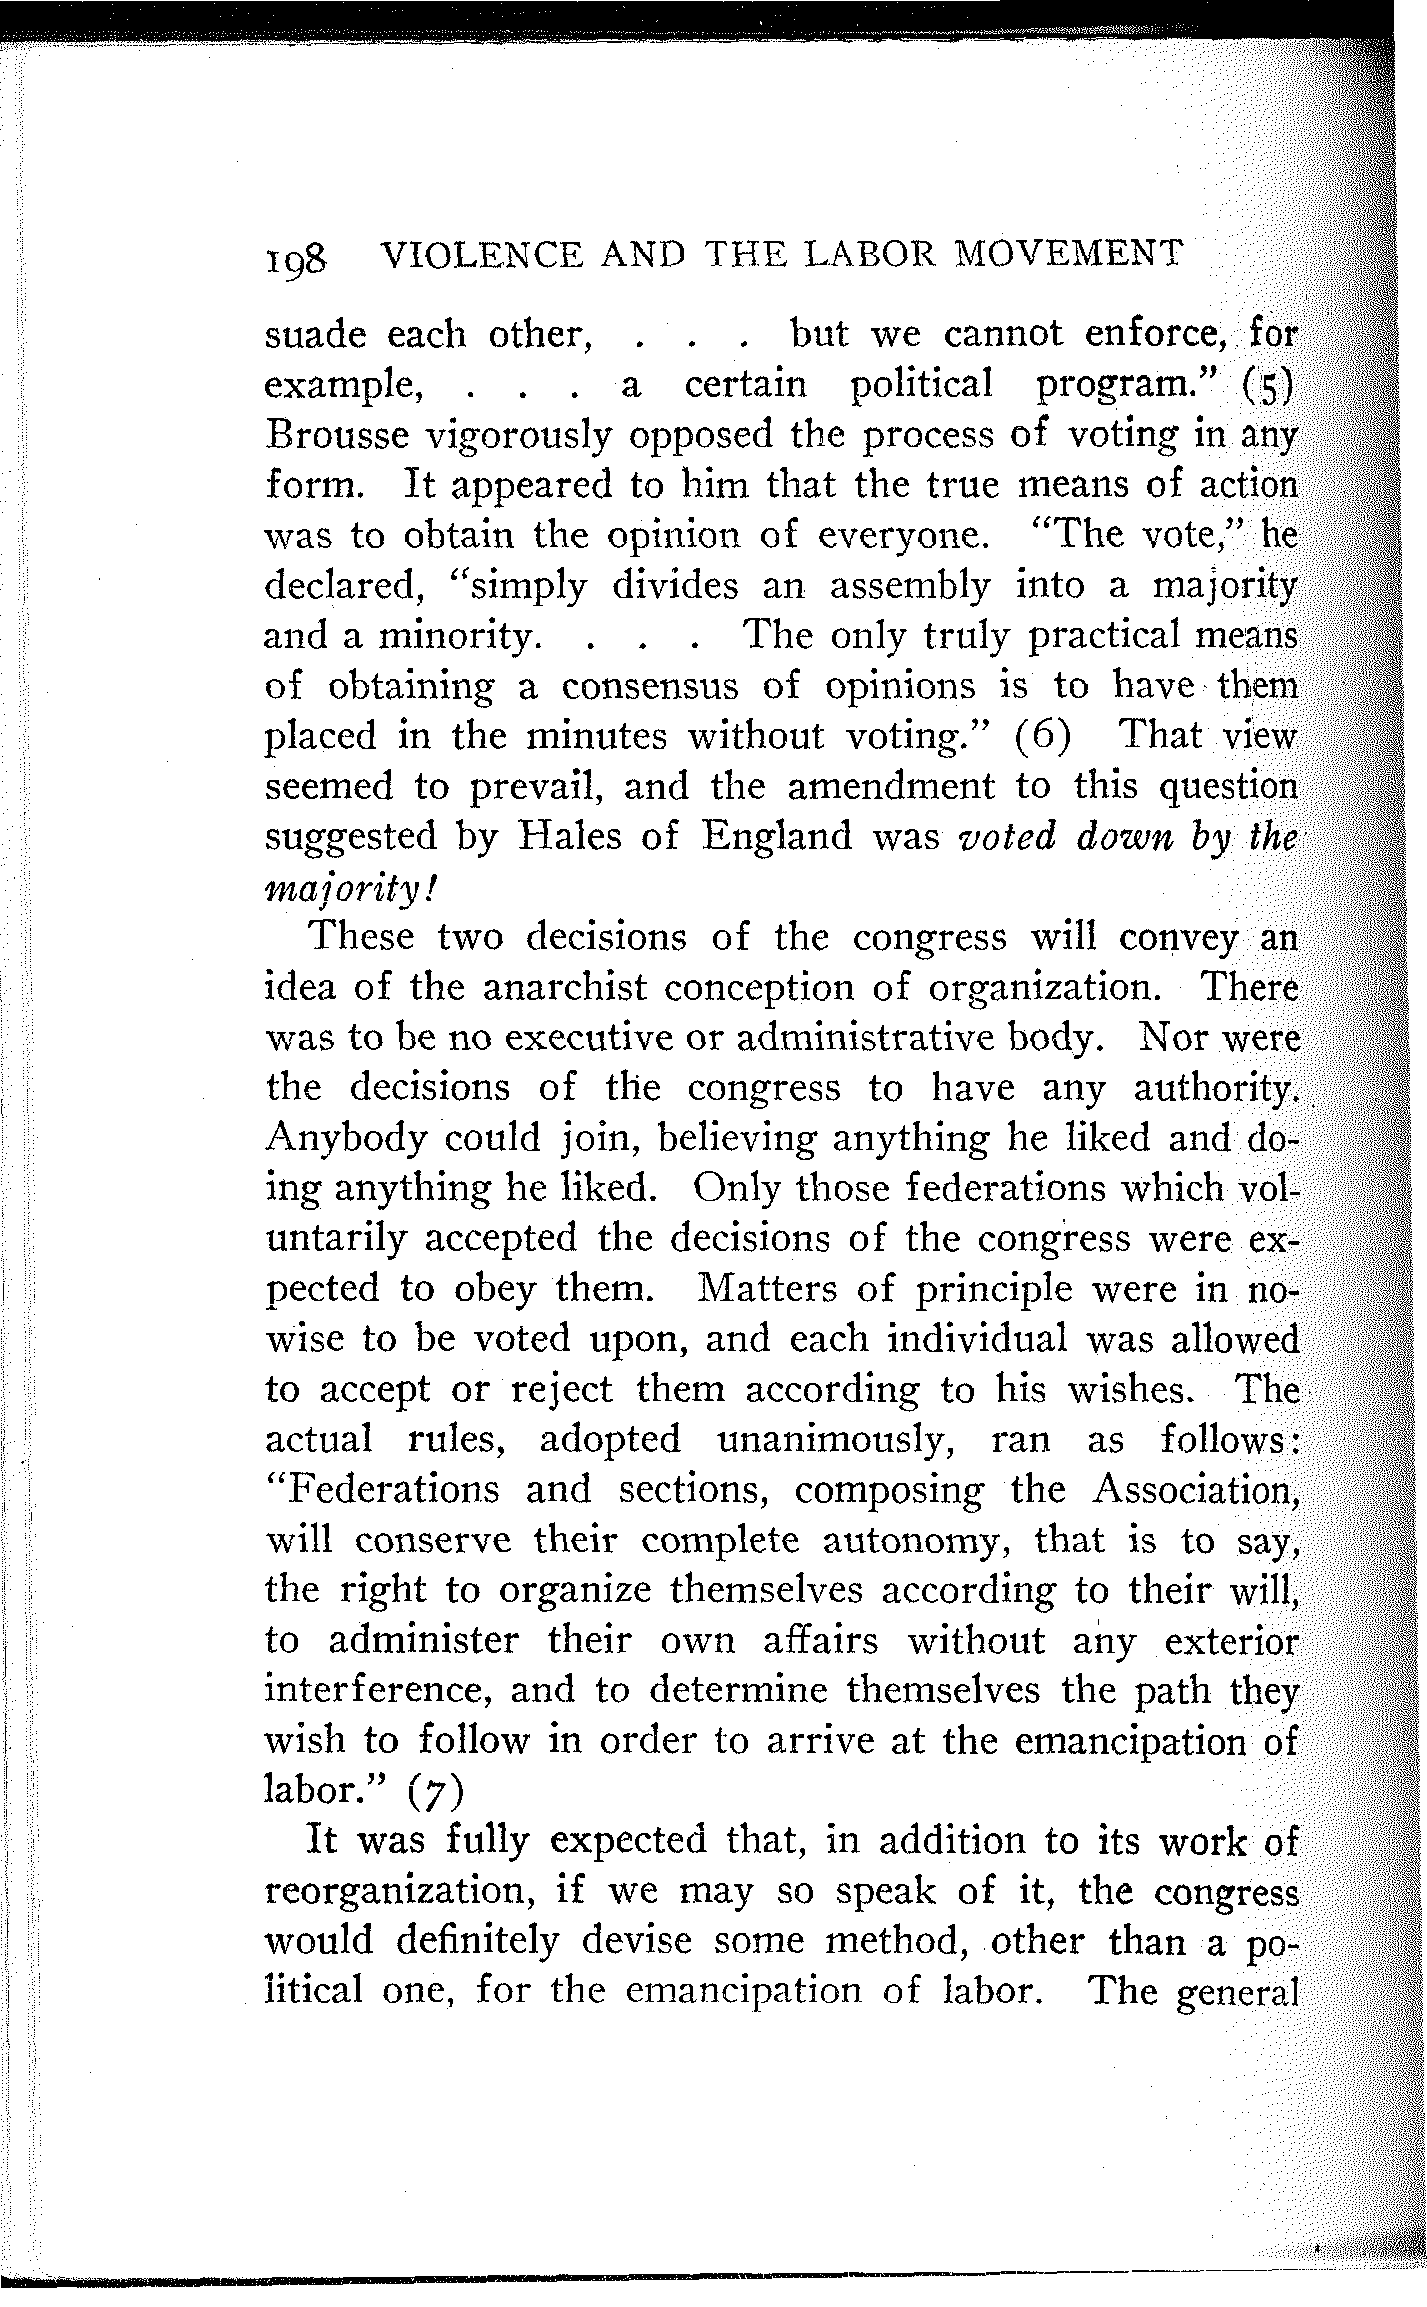 198 VIOLENCE AND THE LABOR MOVEMENT
suade each other, . . . but we cannot enforce, for
example, . . . a certain political program." (5)
Brousse vigorously opposed the process of voting in any
form. It appeared to him that the true means of action
was to obtain the opinion of everyone. "The vote," he
declared, "simply divides an assembly into a majority
and a minority. . . . The only truly practical means
of obtaining a consensus of opinions is to have them
placed in the minutes without voting." (6) That view
seemed to prevail, and the amendment to this question
suggested by Hales of England was voted down by the
majority!
These two decisions of the congress will convey an
idea of the anarchist conception of organization. There
was to be no executive or administrative body. Nor were
the decisions of the congress to have any authority.
Anybody could join, believing anything he liked and do-
ing anything he liked. Only those federations which vol-
untarily accepted the decisions of the congress were ex-
pected to obey them. Matters of principle were in no-
wise to be voted upon, and each individual was allowed
to accept or reject them according to his wishes. The
actual rules, adopted unanimously, ran as follows:
"Federations and sections, composing the Association,
will conserve their complete autonomy, that is to say,
the right to organize themselves according to their will,
to administer their own affairs without any exterior
interference, and to determine themselves the path they
wish to follow in order to arrive at the emancipation of
labor." (7)
It was fully expected that, in addition to its work of
reorganization, if we may so speak of it, the congress
would definitely devise some method, other than a po-
litical one, for the emancipation of labor. The general